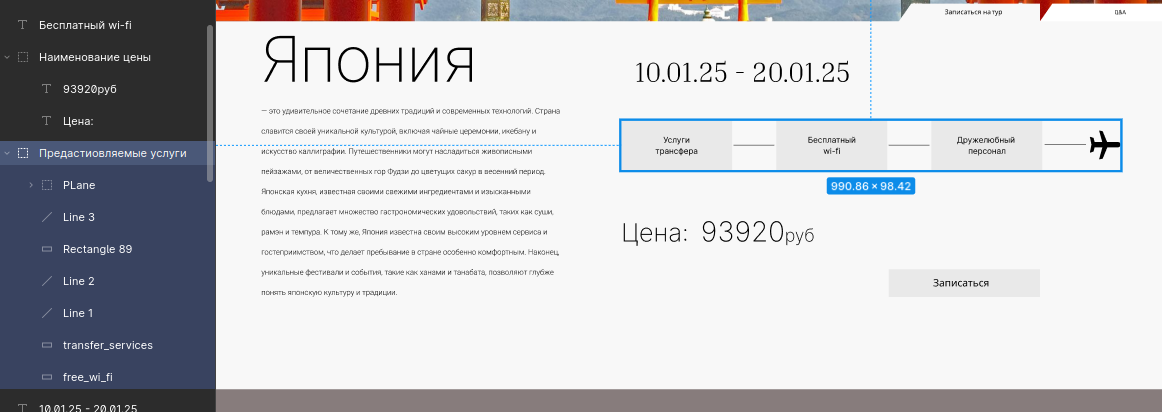 Бесплатный wi-fi
Наименование цены
93920руб
Цена:
Предастиовляемые услуги
PLane
Line 3
Rectangle 89
Line 2
Line 1
transfer_services
free_wi_fi
10.01.25 - 20.01.25
Записаться на тур
Q&A
Япония
— это удивительное сочетание древних традиций и современных технологий. Страна
славится своей уникальной культурой, включая чайные церемонии, икебану и
искусство каллиграфии. Путешественники могут насладиться живописными
пейзажами, от величественных гор Фудзи до цветущих сакур в весенний период.
Японская кухня, известная своими свежими ингредиентами и изысканными
блюдами, предлагает множество гастрономических удовольствий, таких как суши,
рамэн и темпура. К тому же, Япония известна своим высоким уровнем сервиса и
гостеприимством, что делает пребывание в стране особенно комфортным. Наконец,
уникальные фестивали и события, такие как ханами и танабата, позволяют глубже
понять японскую культуру и традиции.
10.01.25 - 20.01.25
Услуги
трансфера
Бесплатный
wi-fi
Дружелюбный
персонал
990.86 × 98.42
Цена: 93920руб
Записаться